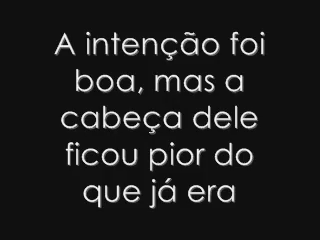 A intenção foi
boa, mas a
cabeça dele
ficou pior do
que já era